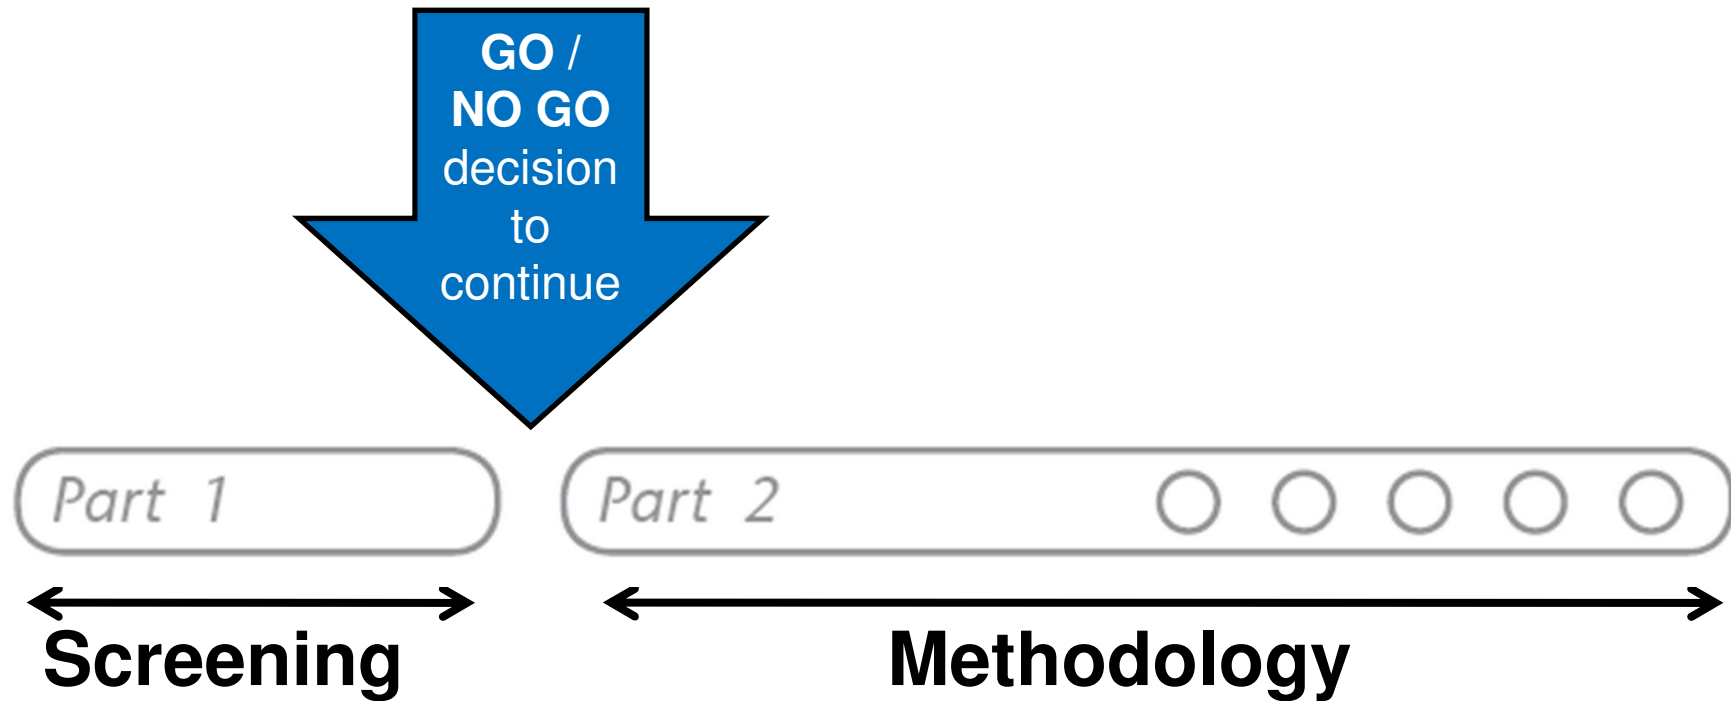 GO /
NO GO
decision
to
continue
Part 1
Part 2
Screening
Methodology